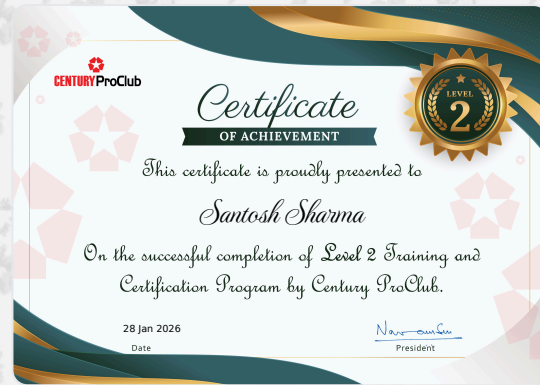 CENTURY ProClub
Certificate
OF ACHIEVEMENT
LEVEL
2
This certificate is proudly presented to
Santosh Sharma
On the successful completion of Level 2 Training and
Certification Program by Century ProClub.
28 Jan 2026
Date
President